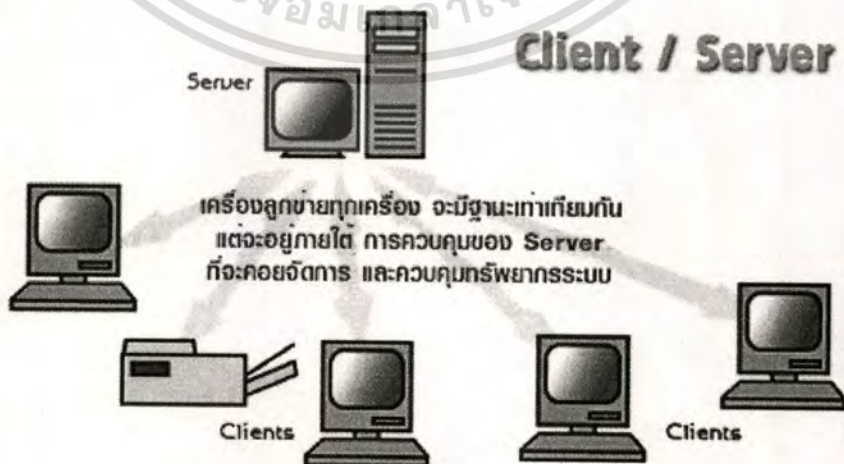 Client / Server
Server
เครื่องลูกข่ายทุกเครื่อง จะมีฐานะเท่าเทียมกัน
แต่จะอยู่ภายใต้ การควบคุมของ Server
ที่จะคอยจัดการ และควบคุมทรัพยากรระบบ
Clients
Clients